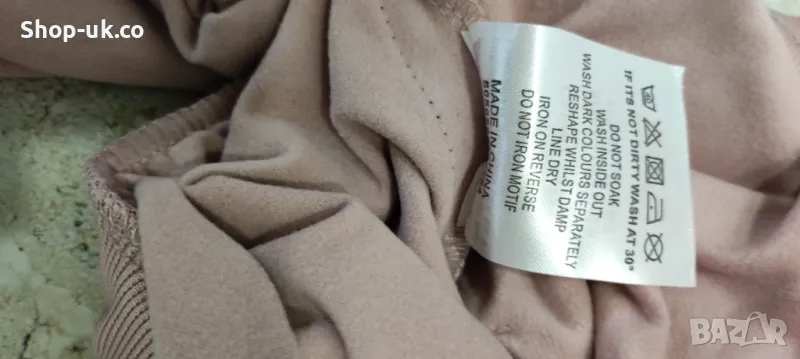 Shop-uk.co
IF ITS NOT DIRTY WASH AT 30°
DO NOT SOAK
WASH INSIDE OUT
WASH DARK COLOURS SEPARATELY
RESHAPE WHILST DAMP
LINE DRY
IRON ON REVERSE
DO NOT IRON MOTIF
MADE IN CHINA
BAZAR